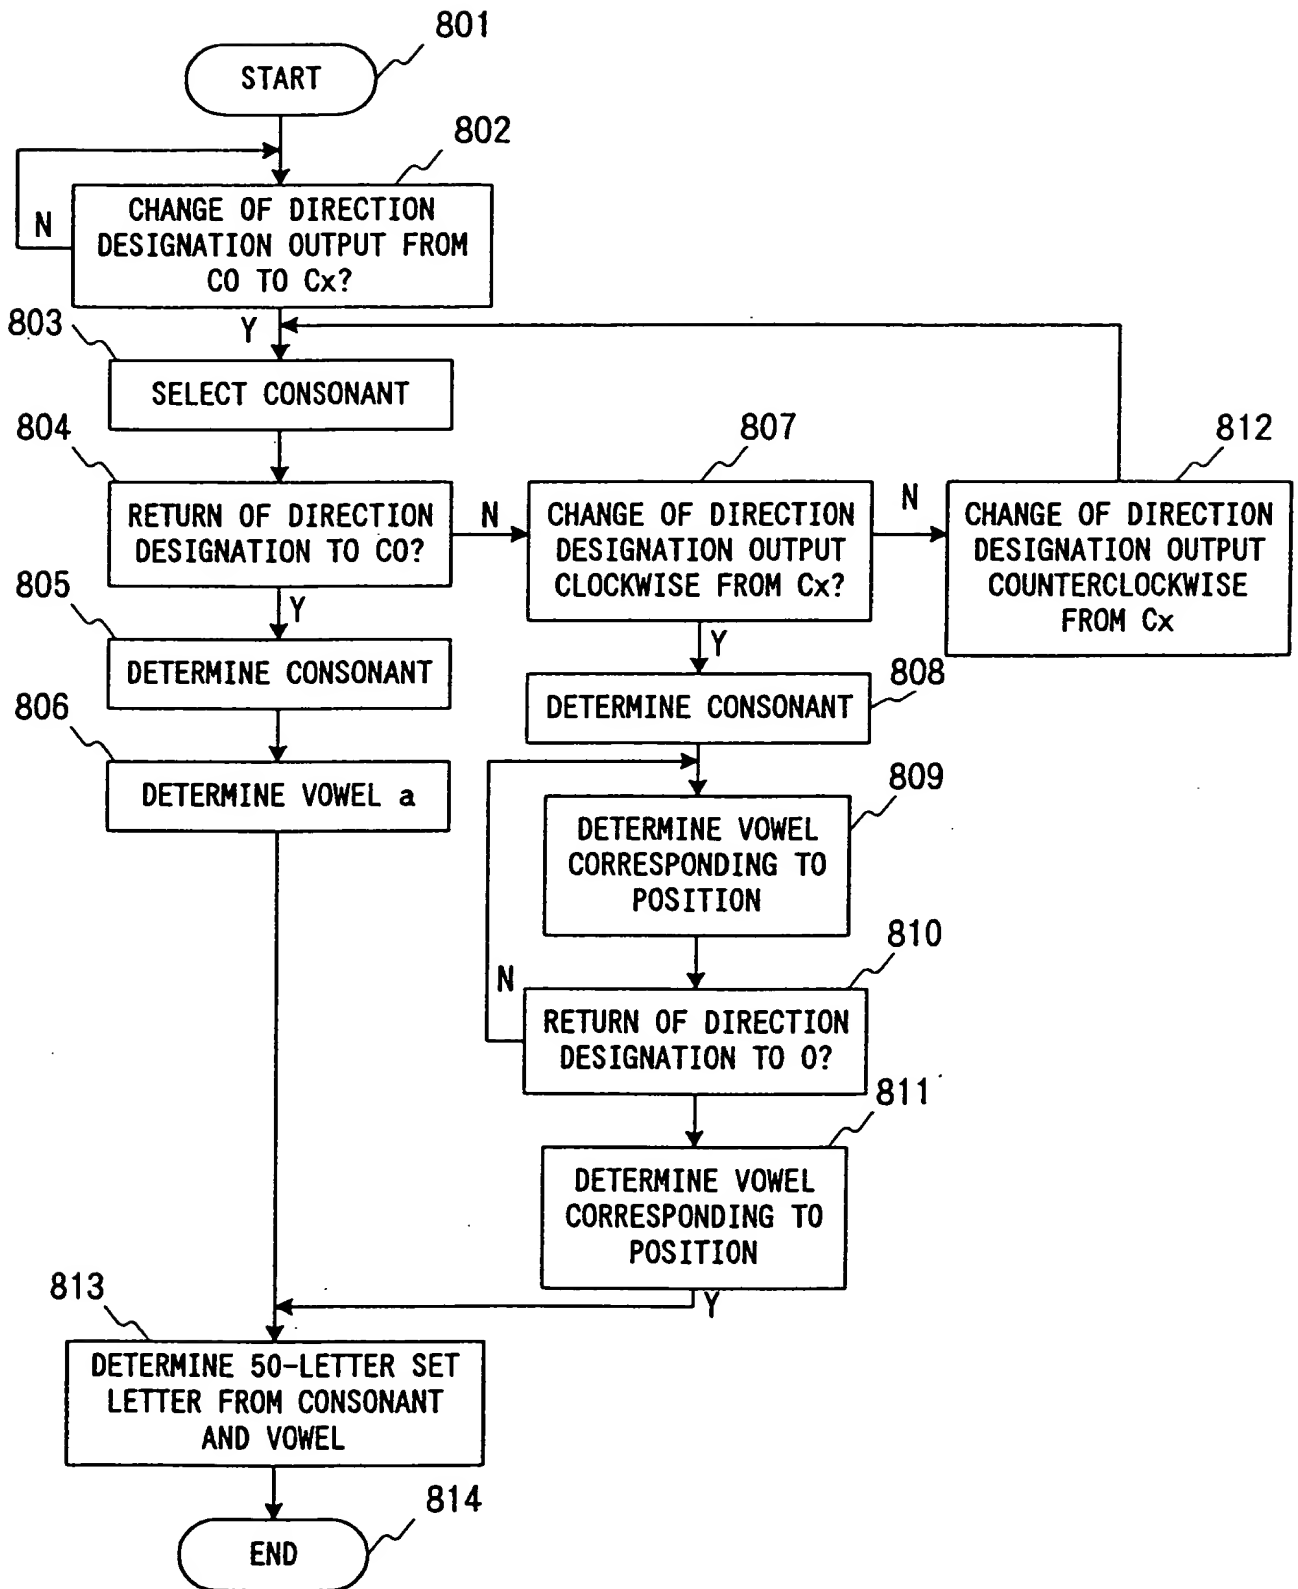 801
START
802
CHANGE OF DIRECTION
DESIGNATION OUTPUT FROM
CO TO Cx?
N
Y
803
SELECT CONSONANT
804
RETURN OF DIRECTION
DESIGNATION TO CO?
N
Y
805
DETERMINE CONSONANT
806
DETERMINE VOWEL a
807
CHANGE OF DIRECTION
DESIGNATION OUTPUT
CLOCKWISE FROM Cx?
N
Y
812
CHANGE OF DIRECTION
DESIGNATION OUTPUT
COUNTERCLOCKWISE
FROM Cx
808
DETERMINE CONSONANT
809
DETERMINE VOWEL
CORRESPONDING TO
POSITION
810
N
RETURN OF DIRECTION
DESIGNATION TO O?
811
DETERMINE VOWEL
CORRESPONDING TO
POSITION
Y
813
DETERMINE 50-LETTER SET
LETTER FROM CONSONANT
AND VOWEL
814
END